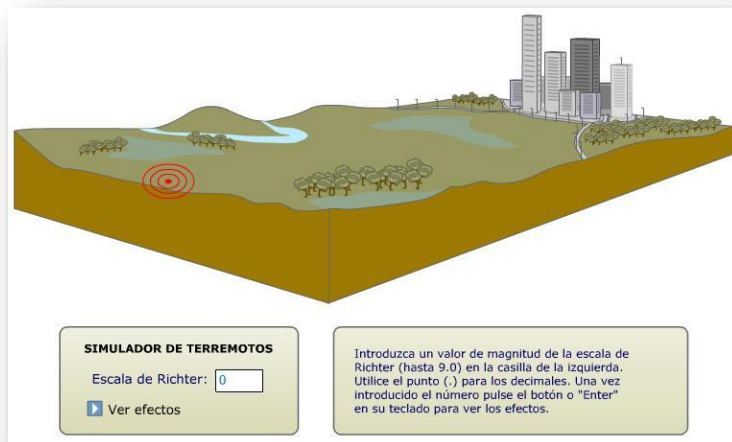 SIMULADOR DE TERREMOTOS
Escala de Richter: 0
Ver efectos
Introduzca un valor de magnitud de la escala de
Richter (hasta 9.0) en la casilla de la izquierda.
Utilice el punto (.) para los decimales. Una vez
introducido el número pulse el botón o "Enter"
en su teclado para ver los efectos.